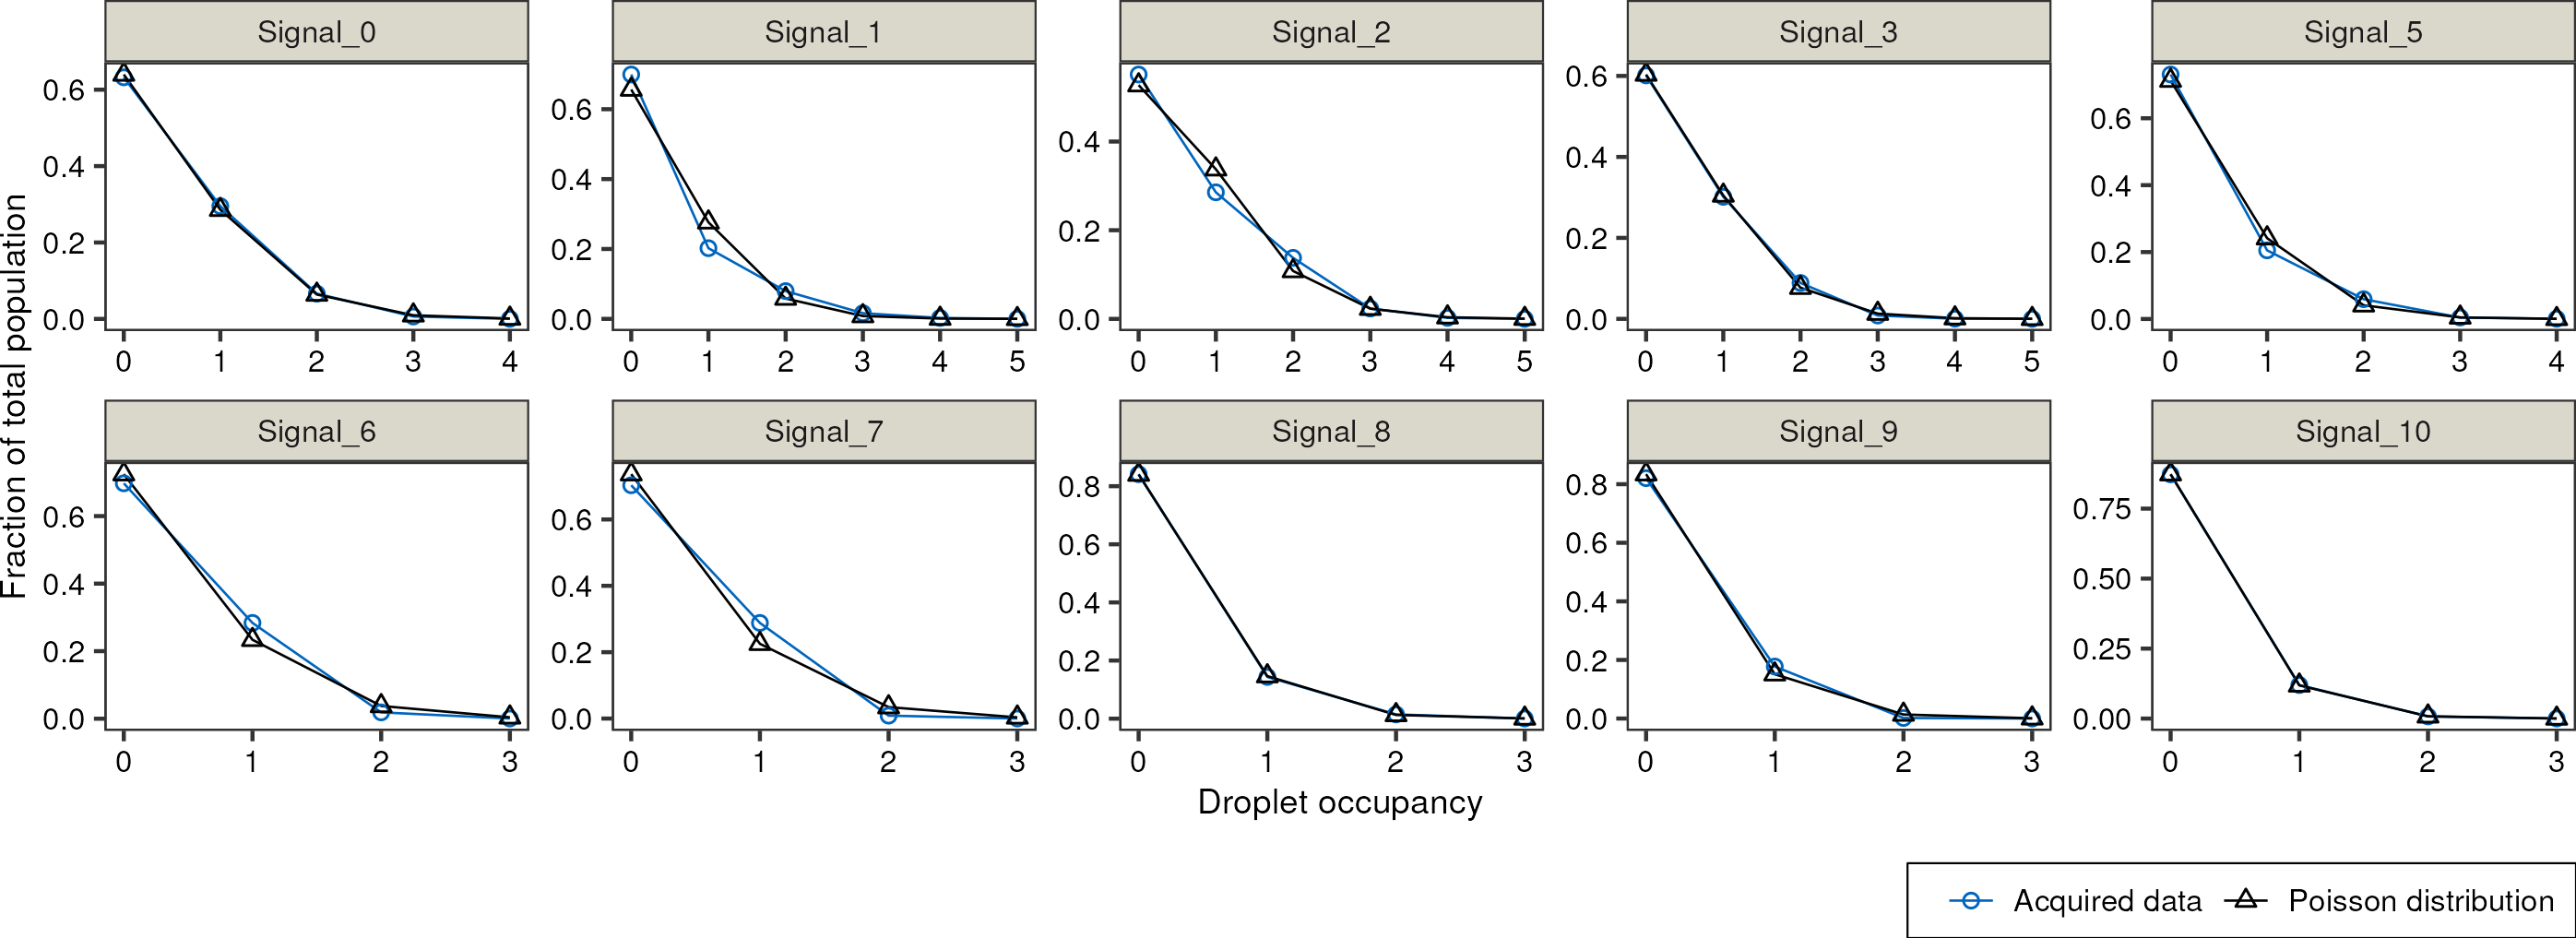 Signal_0 Signal_1 Signal_2 Signal_3 Signal_5
0.6 0.4 0.2 0.0
0.6 0.4 0.2 0.0
0.4 0.2 0.0
0.6 0.4 0.2 0.0
0.6 0.4 0.2 0.0
0 1 2 3 4
0 1 2 3 4 5
0 1 2 3 4 5
0 1 2 3 4 5
0 1 2 3 4
Fraction of total population
Signal_6 Signal_7 Signal_8 Signal_9 Signal_10
0.6 0.4 0.2 0.0
0.6 0.4 0.2 0.0
0.8 0.6 0.4 0.2 0.0
0.8 0.6 0.4 0.2 0.0
0.75 0.50 0.25 0.00
0 1 2 3
0 1 2 3
0 1 2 3
0 1 2 3
0 1 2 3
Droplet occupancy
Acquired data Poisson distribution